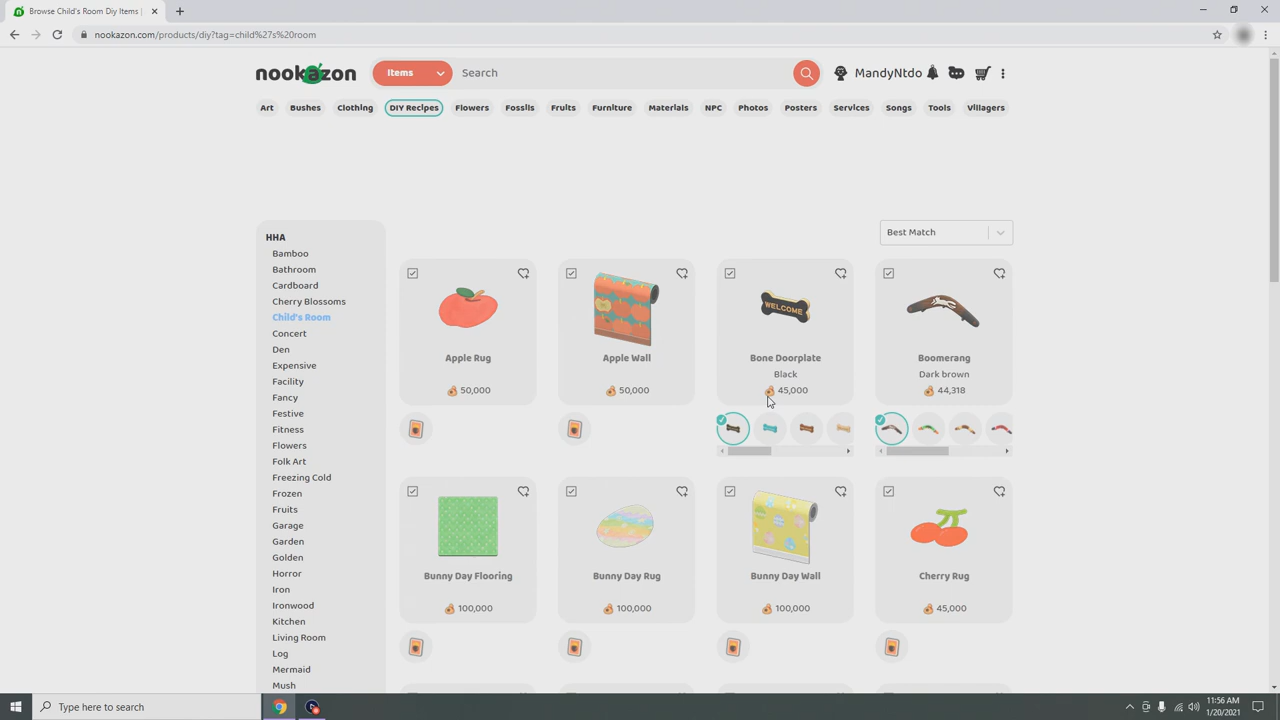 Browse Child's Room Diy Items
nookazon.com/products/diy?tag=child%27s%20room
nookazon
Items
Search
MandyNtdo
Art
Bushes
Clothing
DIY Recipes
Flowers
Fossils
Fruits
Furniture
Materials
NPC
Photos
Posters
Services
Songs
Tools
Villagers
Best Match
HHA
Bamboo
Bathroom
Cardboard
Cherry Blossoms
Child's Room
Concert
Den
Expensive
Facility
Fancy
Festive
Fitness
Flowers
Folk Art
Freezing Cold
Frozen
Fruits
Garage
Garden
Golden
Horror
Iron
Ironwood
Kitchen
Living Room
Log
Mermaid
Mush
Apple Rug
50,000
Apple Wall
50,000
WELCOME
Bone Doorplate
Black
45,000
Boomerang
Dark brown
44,318
Bunny Day Flooring
100,000
Bunny Day Rug
100,000
Bunny Day Wall
100,000
Cherry Rug
45,000
Type here to search
11:56 AM
1/20/2021